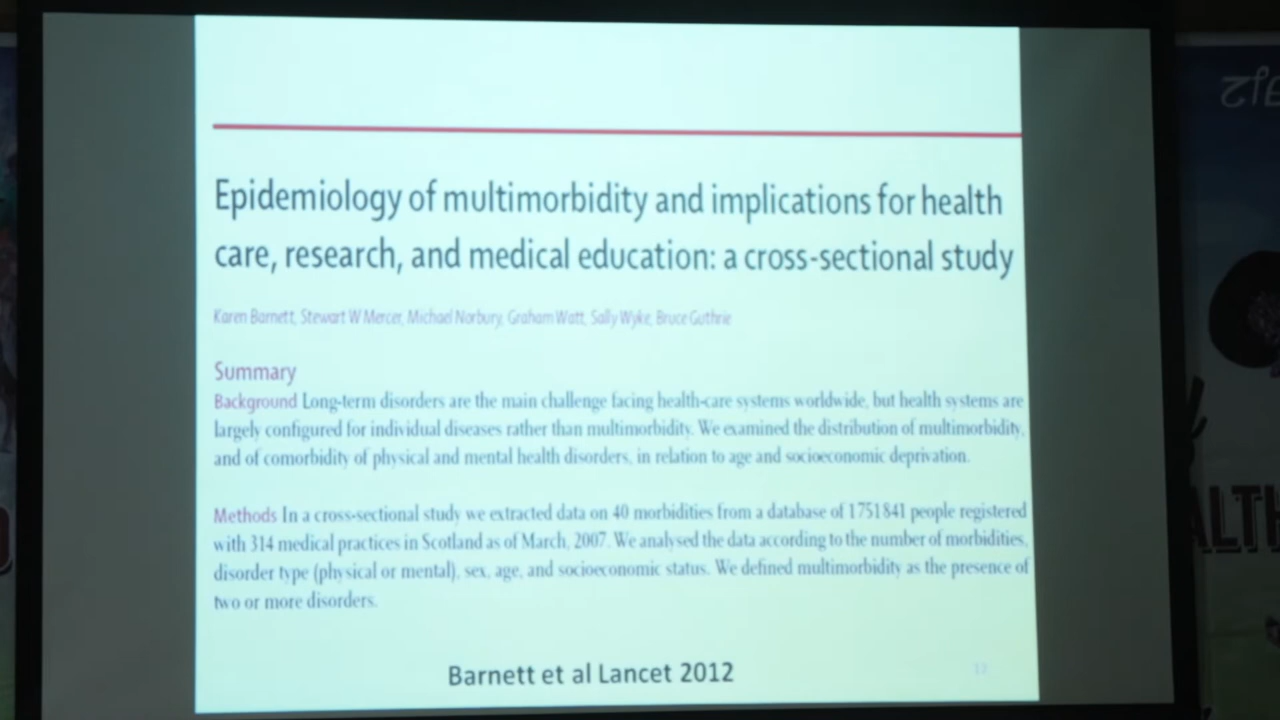 Epidemiology of multimorbidity and implications for health
care, research, and medical education: a cross-sectional study
Karen Barnett, Stewart W Mercer, Michael Norbury, Graham Watt, Sally Wyke, Bruce Guthrie
Summary
Background Long-term disorders are the main challenge facing health-care systems worldwide, but health systems are
largely configured for individual diseases rather than multimorbidity. We examined the distribution of multimorbidity,
and of comorbidity of physical and mental health disorders, in relation to age and socioeconomic deprivation.
Methods In a cross-sectional study we extracted data on 40 morbidities from a database of 1751841 people registered
with 314 medical practices in Scotland as of March, 2007. We analysed the data according to the number of morbidities,
disorder type (physical or mental), sex, age, and socioeconomic status. We defined multimorbidity as the presence of
two or more disorders.
Barnett et al Lancet 2012
13